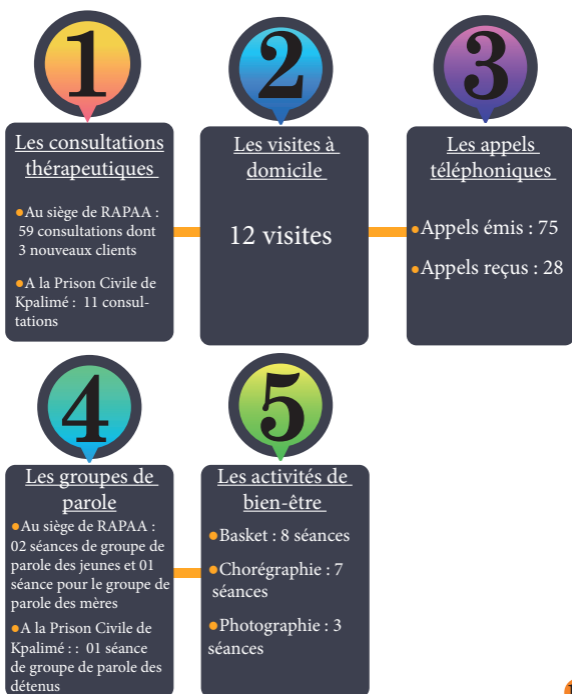 1
Les consultations
thérapeutiques
●Au siège de RAPAA :
59 consultations dont
3 nouveaux clients
●A la Prison Civile de
Kpalimé : 11 consul-
tations
2
Les visites à
domicile
12 visites
3
Les appels
téléphoniques
●Appels émis : 75
●Appels reçus : 28
4
Les groupes de
parole
●Au siège de RAPAA :
02 séances de groupe de
parole des jeunes et 01
séance pour le groupe de
parole des mères
●A la Prison Civile de
Kpalimé : : 01 séance
de groupe de parole des
détenus
5
Les activités de
bien-être
●Basket : 8 séances
●Chorégraphie : 7
séances
●Photographie : 3
séances